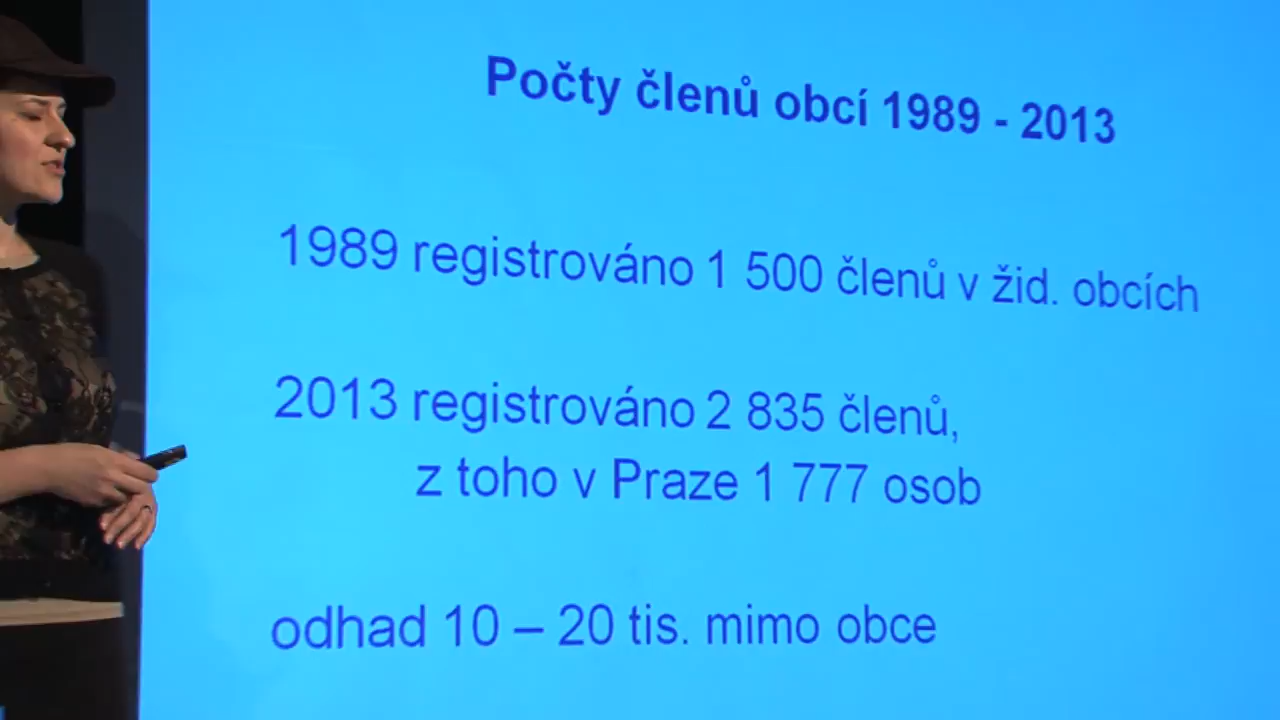 Počty členů obcí 1989 - 2013
1989 registrováno 1 500 členů v žid. obcích
2013 registrováno 2 835 členů,
z toho v Praze 1 777 osob
odhad 10 – 20 tis. mimo obce